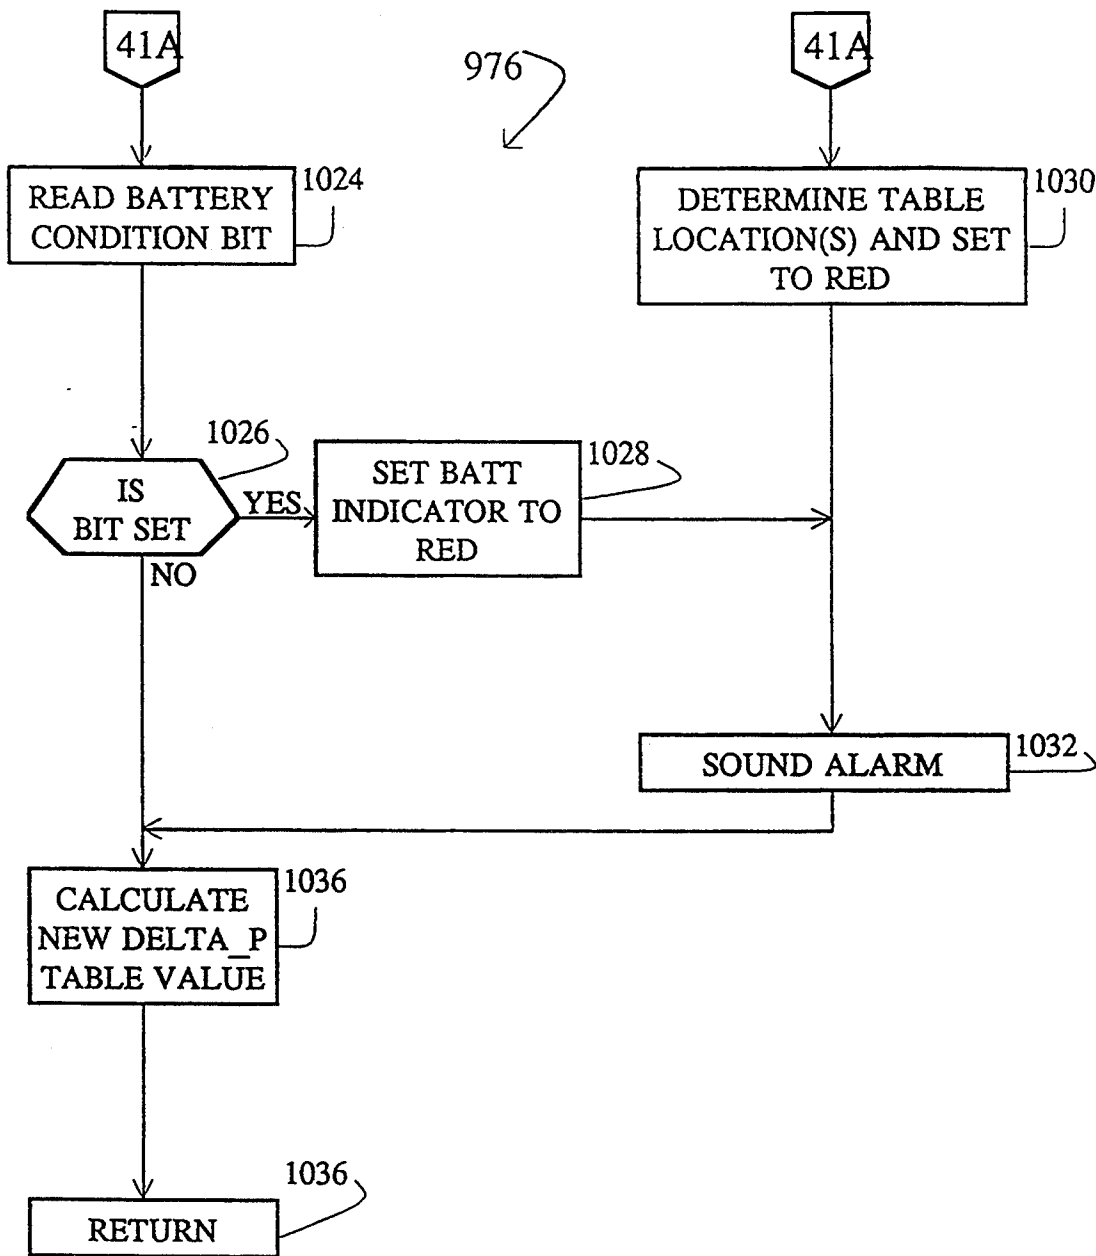 41A
976
41A
READ BATTERY
CONDITION BIT
1024
DETERMINE TABLE
LOCATION(S) AND SET
TO RED
1030
IS
BIT SET
1026
YES
NO
SET BATT
INDICATOR TO
RED
1028
SOUND ALARM
1032
CALCULATE
NEW DELTA_P
TABLE VALUE
1036
RETURN
1036